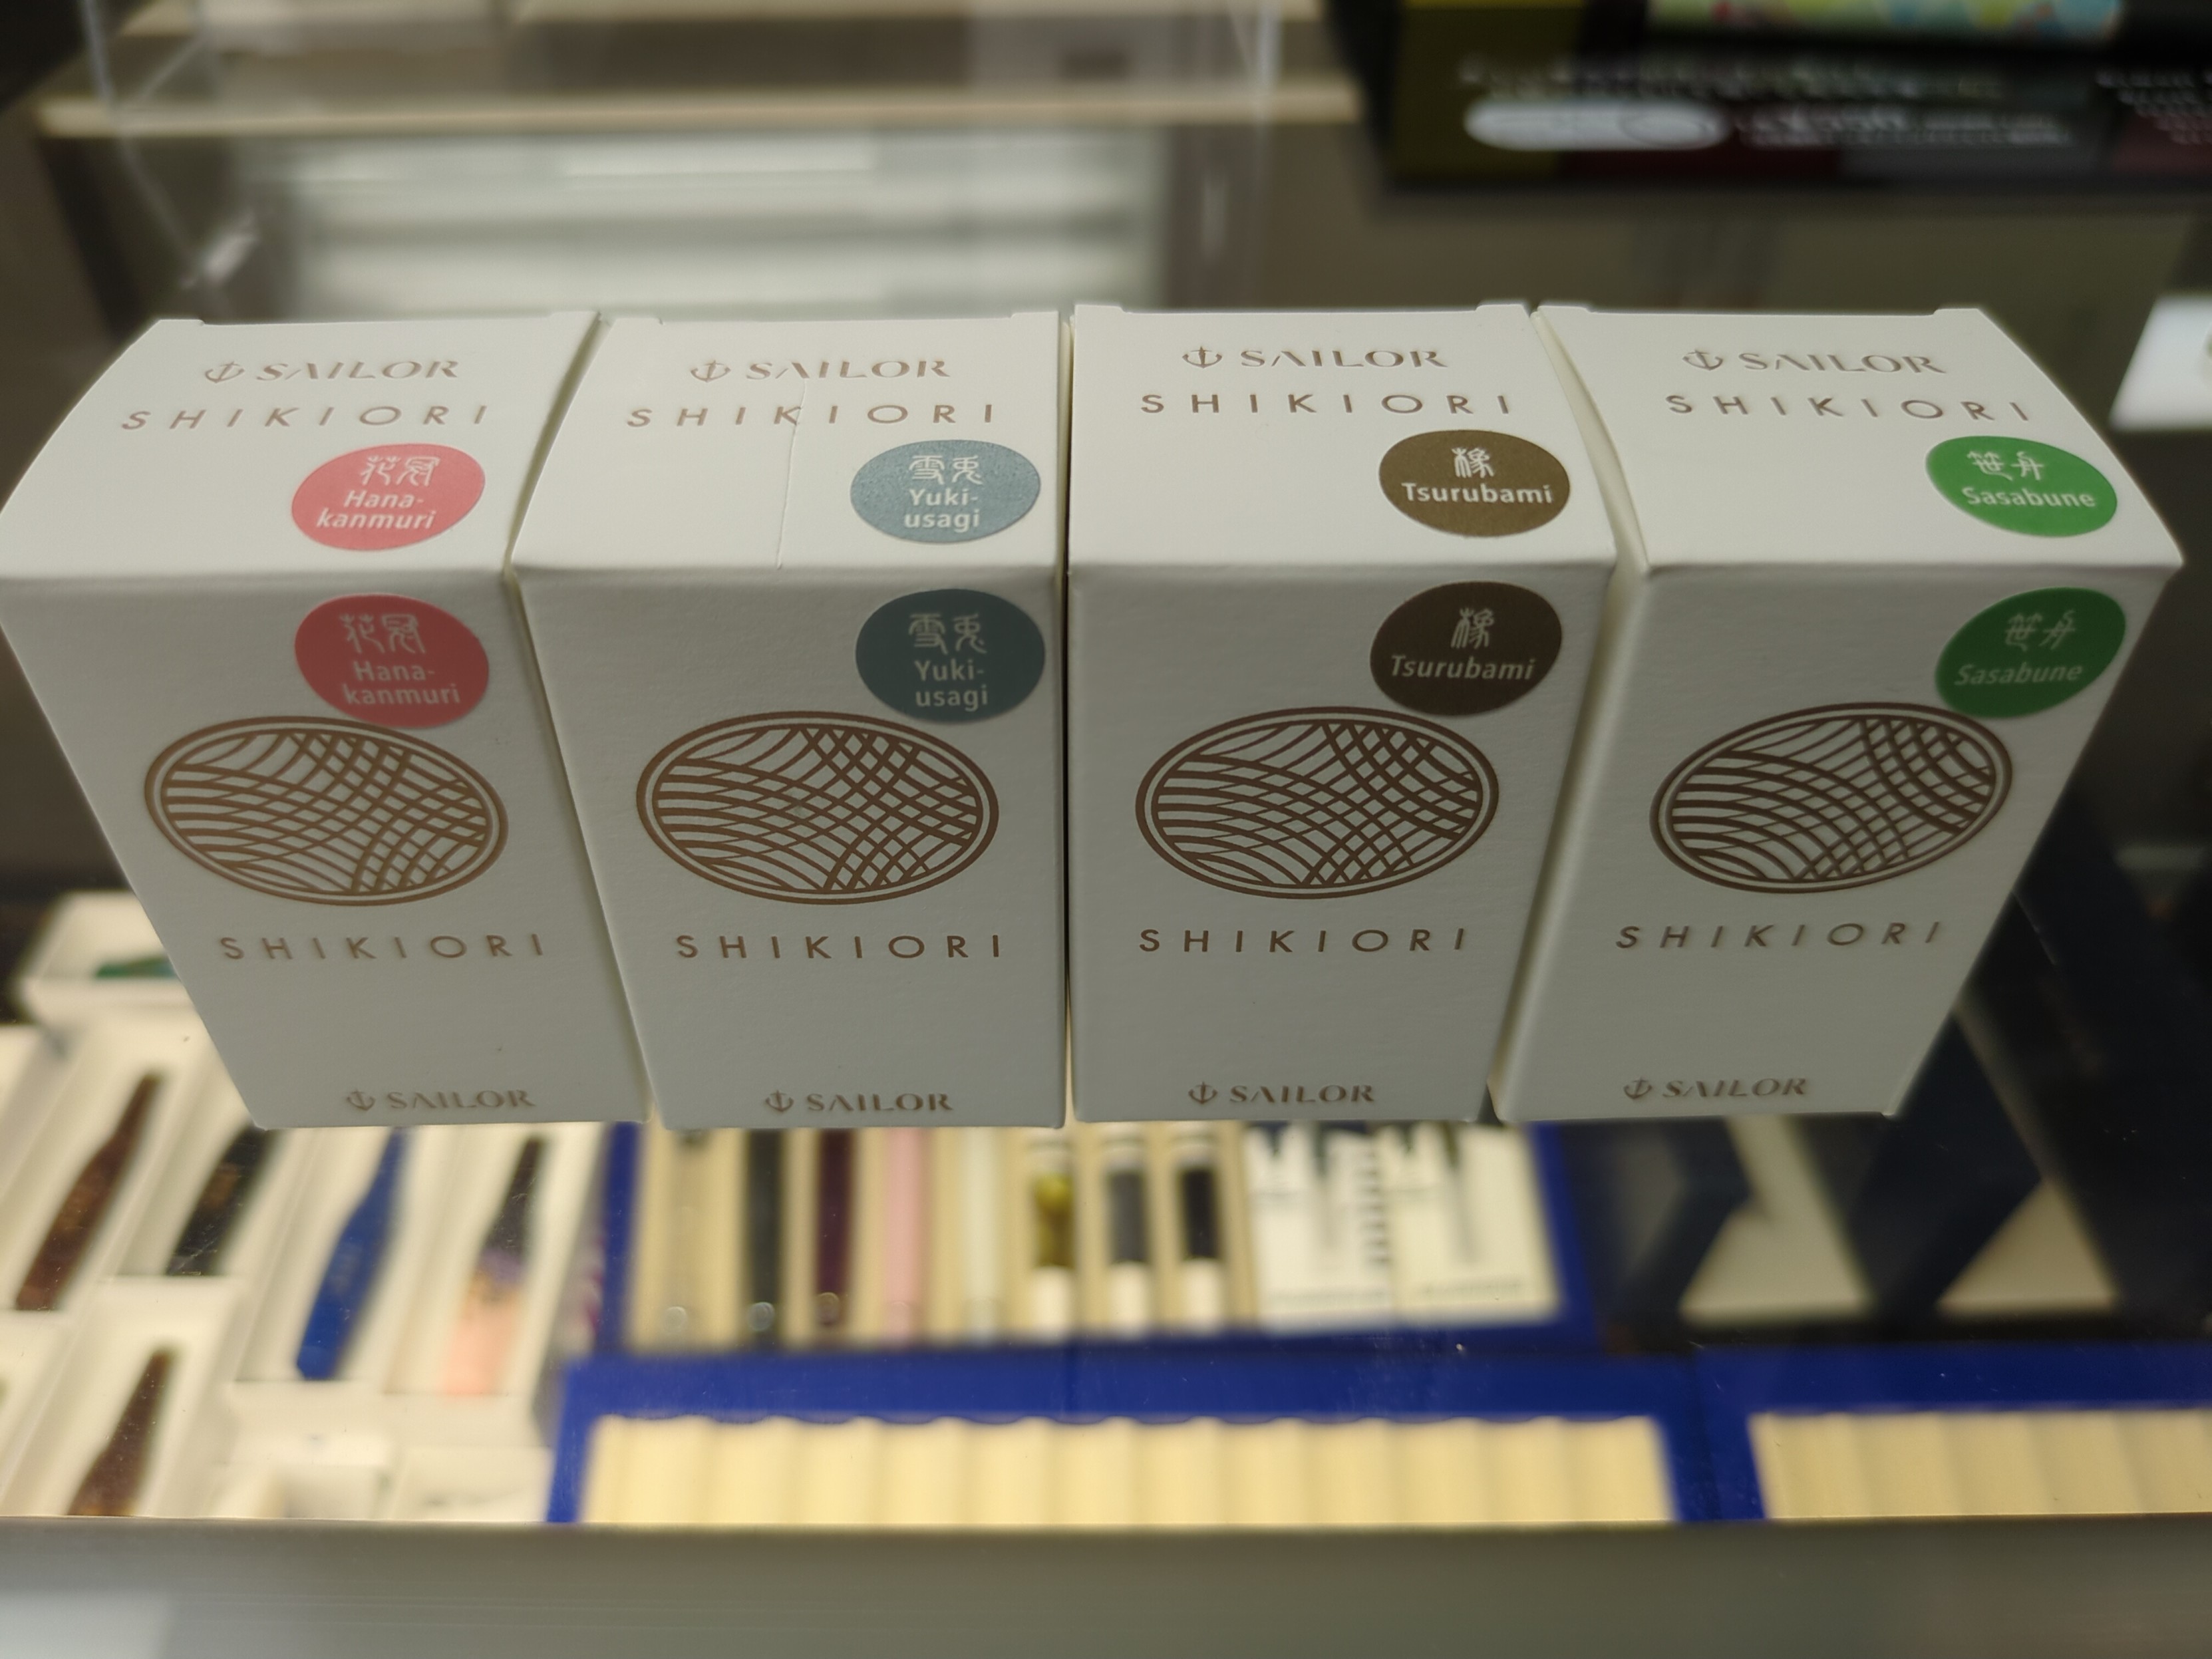 SAILOR
SHIKIORI
花冠
Hana-
kanmuri
花冠
Hana-
kanmuri
SHIKIORI
SAILOR
SAILOR
SHIKIORI
雪兎
Yuki-
usagi
雪兎
Yuki-
usagi
SHIKIORI
SAILOR
SAILOR
SHIKIORI
橡
Tsurubami
橡
Tsurubami
SHIKIORI
SAILOR
SAILOR
SHIKIORI
笹舟
Sasabune
笹舟
Sasabune
SHIKIORI
SAILOR